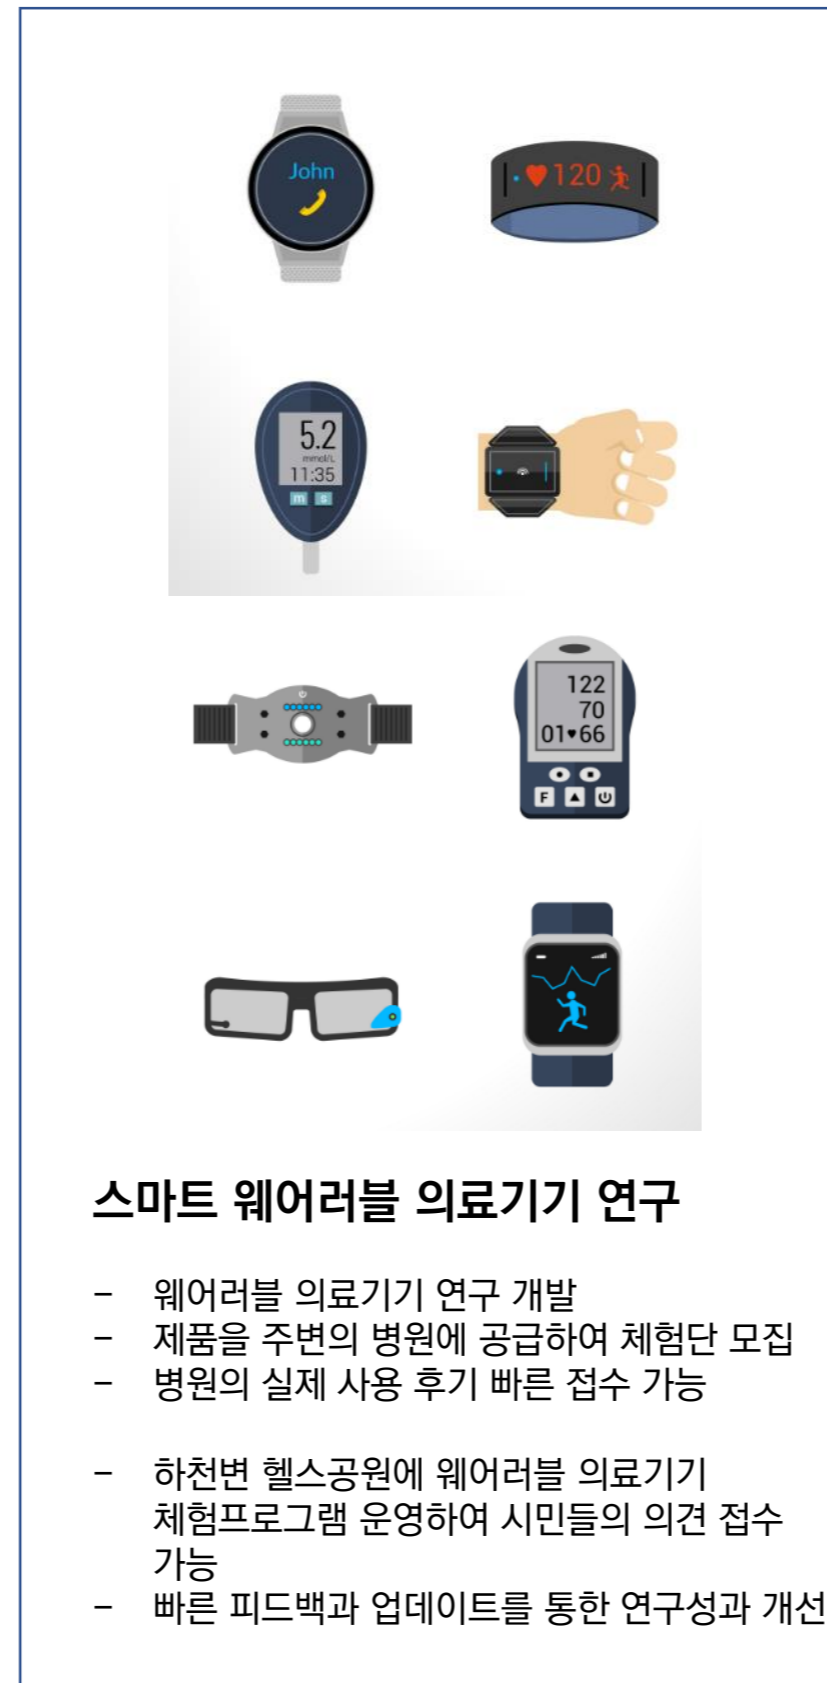 John
120
5.2
mmol/L
11:35
m s
122
70
01♥66
F
스마트 웨어러블 의료기기 연구
- 웨어러블 의료기기 연구 개발
- 제품을 주변의 병원에 공급하여 체험단 모집
- 병원의 실제 사용 후기 빠른 접수 가능
- 하천변 헬스공원에 웨어러블 의료기기
체험프로그램 운영하여 시민들의 의견 접수
가능
- 빠른 피드백과 업데이트를 통한 연구성과 개선